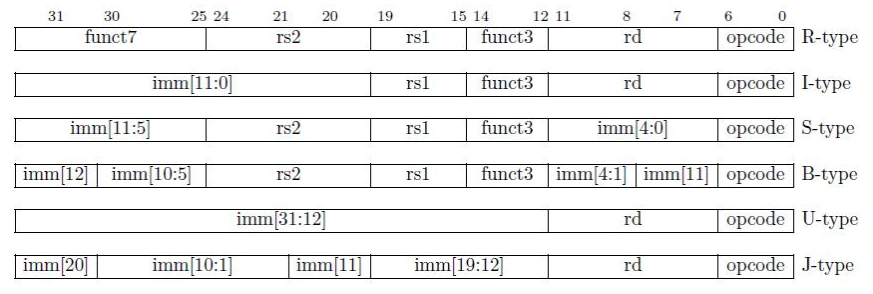 31 30 25 24 21 20 19 15 14 12 11 8 7 6 0
funct7 rs2 rs1 funct3 rd opcode R-type
imm[11:0] rs1 funct3 rd opcode I-type
imm[11:5] rs2 rs1 funct3 imm[4:0] opcode S-type
imm[12] imm[10:5] rs2 rs1 funct3 imm[4:1] imm[11] opcode B-type
imm[31:12] rd opcode U-type
imm[20] imm[10:1] imm[11] imm[19:12] rd opcode J-type